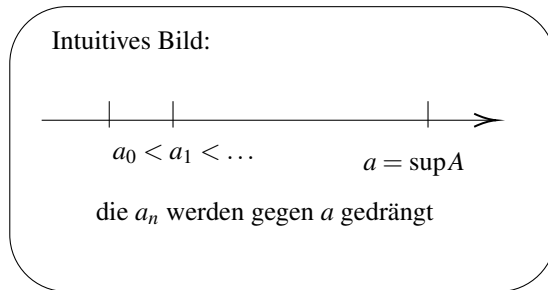 Intuitives Bild:
a₀ < a₁ < …
a = sup A
die aₙ werden gegen a gedrängt